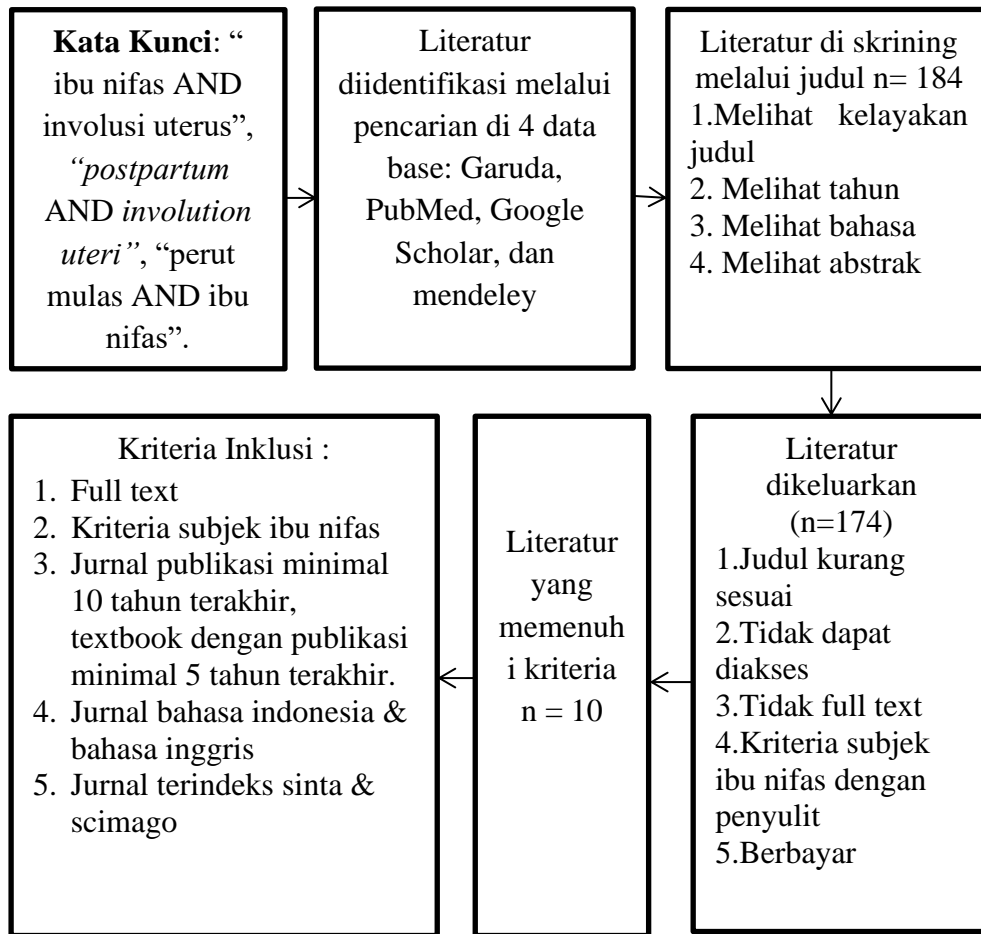 Kata Kunci: “
ibu nifas AND
involusi uterus”,
“postpartum
AND involution
uteri”, “perut
mulas AND ibu
nifas”.
Literatur
diidentifikasi melalui
pencarian di 4 data
base: Garuda,
PubMed, Google
Scholar, dan
mendeley
Literatur di skrining
melalui judul n= 184
1.Melihat kelayakan
judul
2. Melihat tahun
3. Melihat bahasa
4. Melihat abstrak
Literatur
dikeluarkan
(n=174)
1.Judul kurang
sesuai
2.Tidak dapat
diakses
3.Tidak full text
4.Kriteria subjek
ibu nifas dengan
penyulit
5.Berbayar
Literatur
yang
memenuh
i kriteria
n = 10
Kriteria Inklusi :
1. Full text
2. Kriteria subjek ibu nifas
3. Jurnal publikasi minimal
10 tahun terakhir,
textbook dengan publikasi
minimal 5 tahun terakhir.
4. Jurnal bahasa indonesia &
bahasa inggris
5. Jurnal terindeks sinta &
scimago